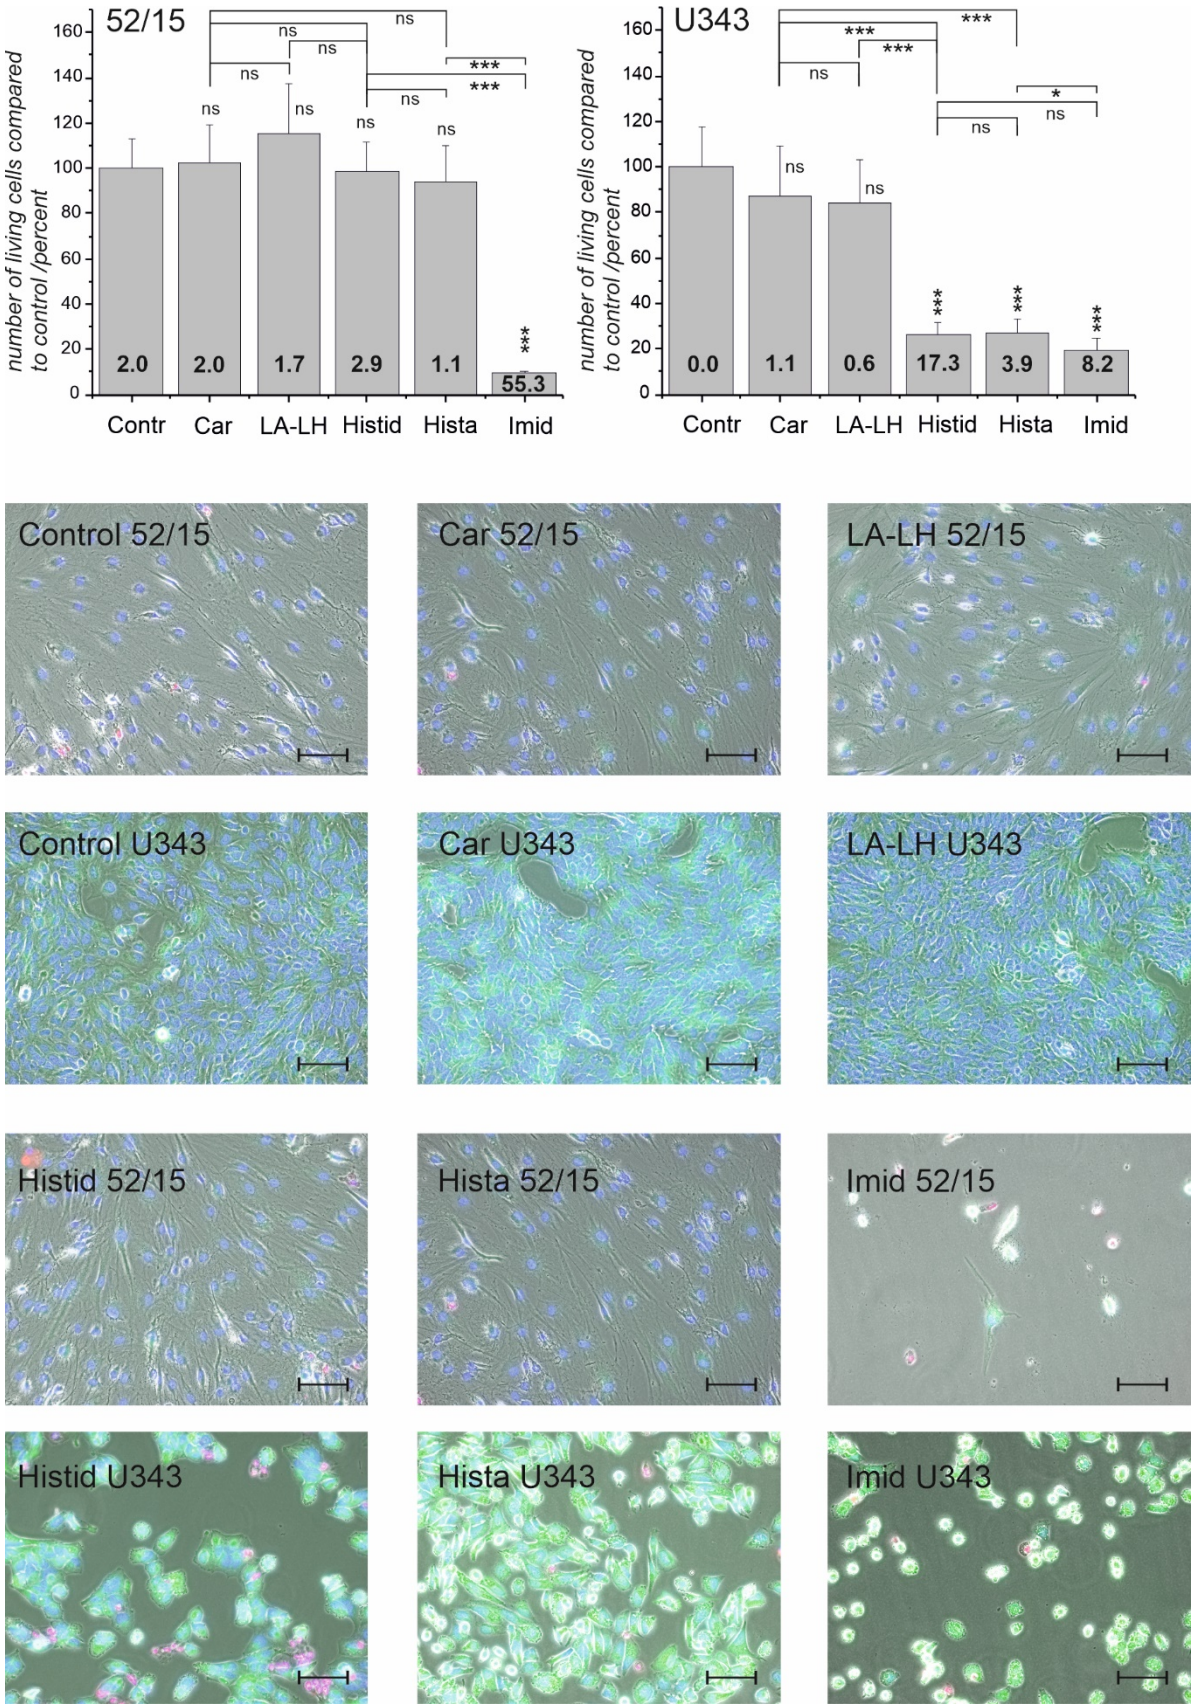 52/15
number of living cells compared
to control /percent
160
140
120
100
80
60
40
20
0
ns
ns
ns
***
ns
***
ns
ns
ns
ns
ns
ns
***
2.0
2.0
1.7
2.9
1.1
55.3
Contr
Car
LA-LH
Histid
Hista
Imid
U343
number of living cells compared
to control /percent
160
140
120
100
80
60
40
20
0
***
***
***
ns
*
ns
ns
ns
ns
***
***
***
0.0
1.1
0.6
17.3
3.9
8.2
Contr
Car
LA-LH
Histid
Hista
Imid
Control 52/15
Car 52/15
LA-LH 52/15
Control U343
Car U343
LA-LH U343
Histid 52/15
Hista 52/15
Imid 52/15
Histid U343
Hista U343
Imid U343